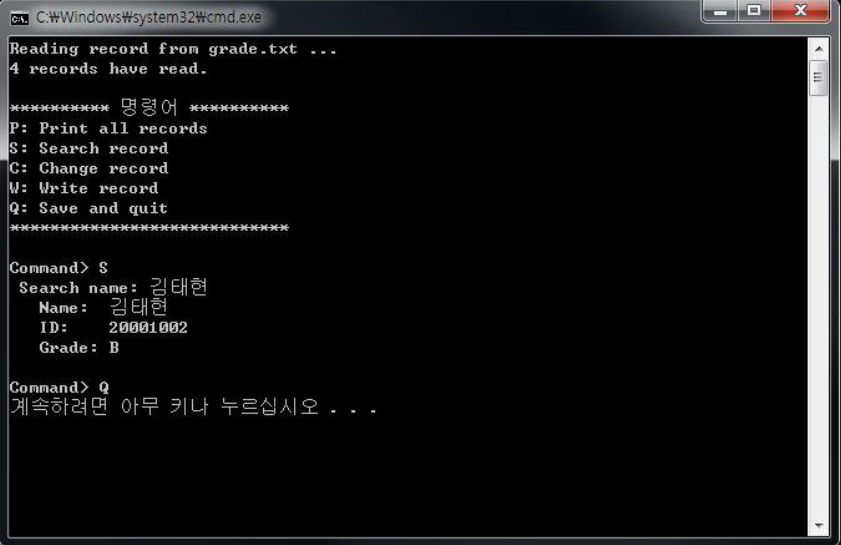 C:₩Windows₩system32₩cmd.exe
Reading record from grade.txt ...
4 records have read.
********** 명령어 **********
P: Print all records
S: Search record
C: Change record
W: Write record
Q: Save and quit
****************************
Command> S
Search name: 김태현
Name: 김태현
ID: 20001002
Grade: B
Command> Q
계속하려면 아무 키나 누르십시오 . . .